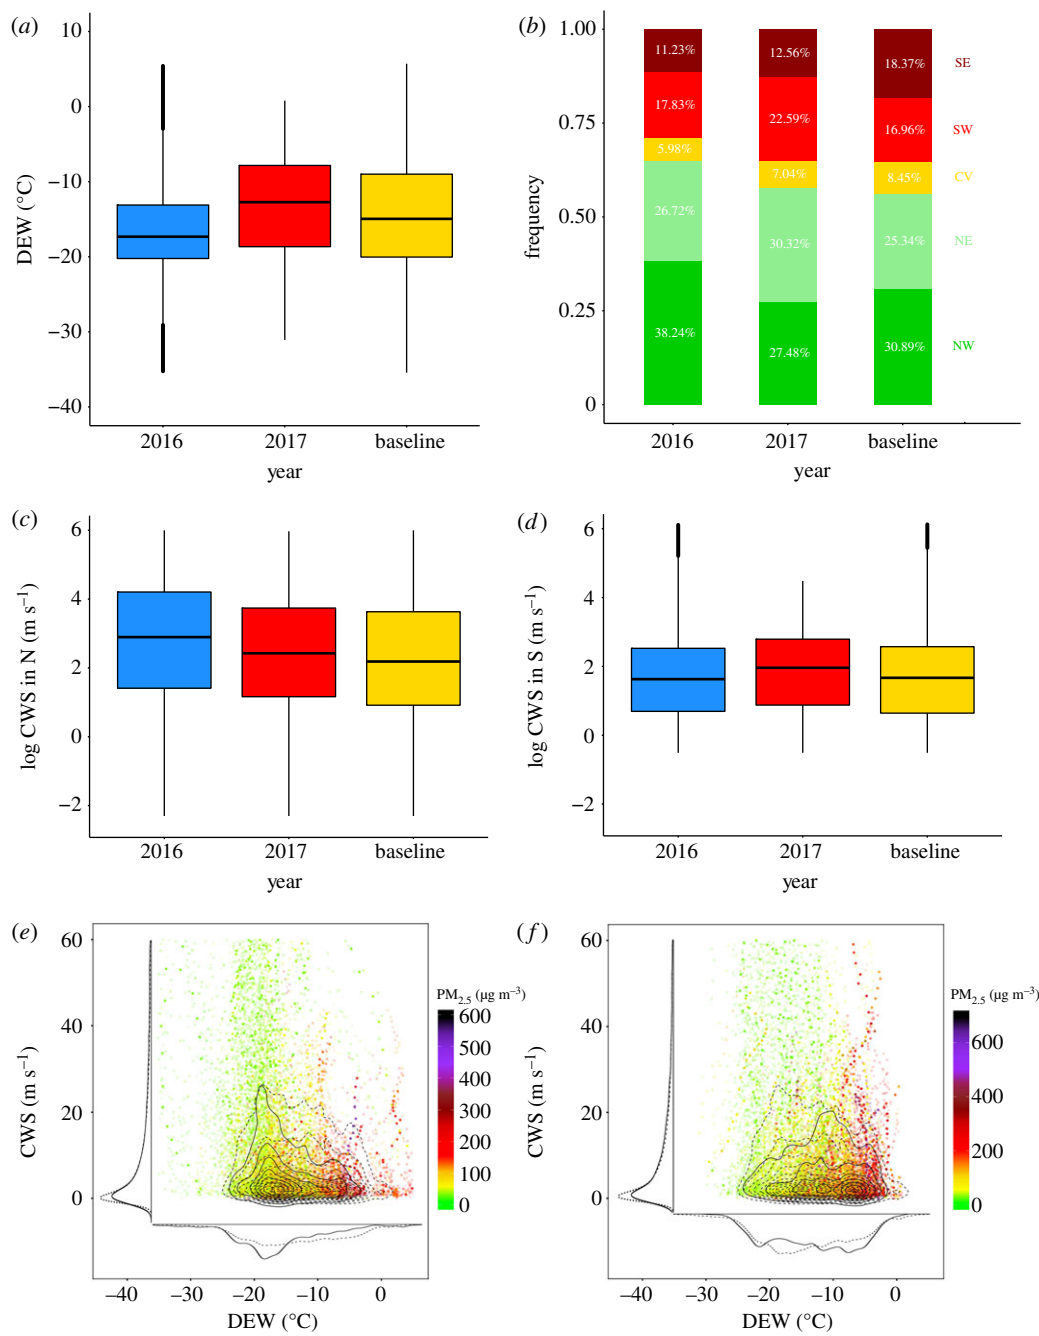 (a)
10
0
−10
−20
−30
−40
DEW (°C)
2016 2017 baseline
year
(b)
1.00
0.75
0.50
0.25
0
frequency
11.23% 12.56% 18.37% SE
17.83% 22.59% 16.96% SW
5.98% 7.04% 8.45% CV
26.72% 30.32% 25.34% NE
38.24% 27.48% 30.89% NW
2016 2017 baseline
year
(c)
6
4
2
0
−2
log CWS in N (m s−1)
2016 2017 baseline
year
(d)
6
4
2
0
−2
log CWS in S (m s−1)
2016 2017 baseline
year
(e)
60
40
20
0
CWS (m s−1)
PM2.5 (μg m−3)
600
600
500
400
300
200
100
0
−40 −30 −20 −10 0
DEW (°C)
(f)
60
40
20
0
CWS (m s−1)
PM2.5 (μg m−3)
600
400
200
0
−40 −30 −20 −10 0
DEW (°C)